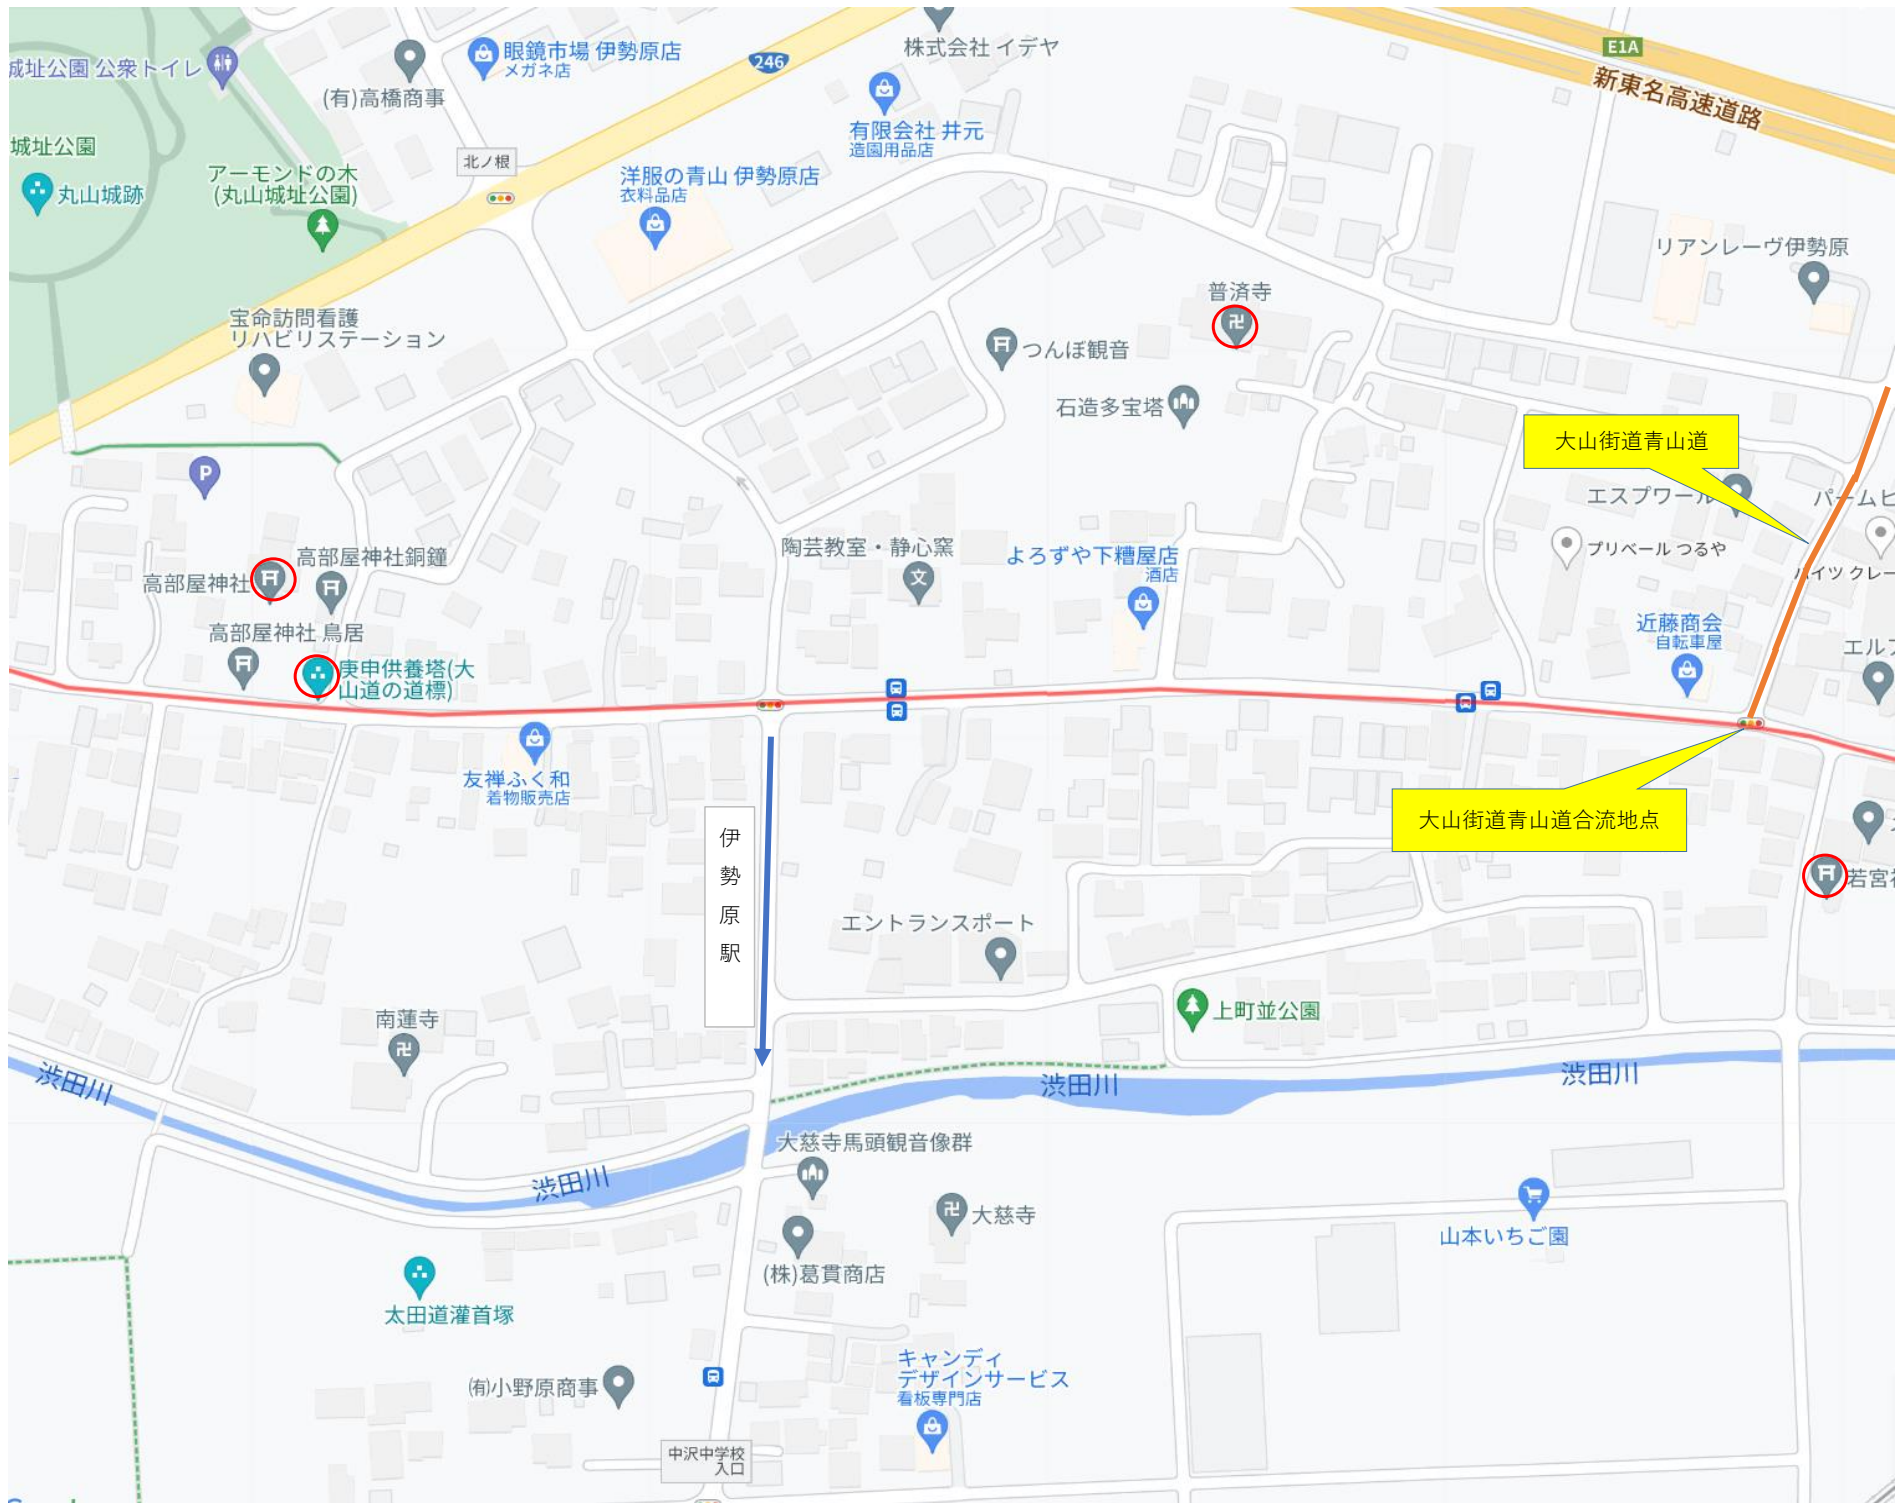 城址公園 公衆トイレ
(有)高橋商事
眼鏡市場 伊勢原店
メガネ店
246
株式会社 イデヤ
E1A
新東名高速道路
有限会社 井元
造園用品店
城址公園
丸山城跡
アーモンドの木
(丸山城址公園)
北ノ根
洋服の青山 伊勢原店
衣料品店
リアンレーヴ伊勢原
普済寺
宝命訪問看護
リハビリステーション
つんぼ観音
石造多宝塔
大山街道青山道
P
エスプワール
パームヒ
プリベール つるや
ハイツ クレー
高部屋神社銅鐘
高部屋神社
陶芸教室・静心窯
文
よろずや下糟屋店
酒店
高部屋神社 鳥居
近藤商会
自転車屋
庚申供養塔(大
山道の道標)
友禅ふく和
着物販売店
伊勢原駅
大山街道青山道合流地点
若宮
エントランスポート
上町並公園
南蓮寺
渋田川
渋田川
渋田川
渋田川
大慈寺馬頭観音像群
大慈寺
(株)葛貫商店
山本いちご園
太田道灌首塚
キャンディ
デザインサービス
看板専門店
㈲小野原商事
中沢中学校
入口